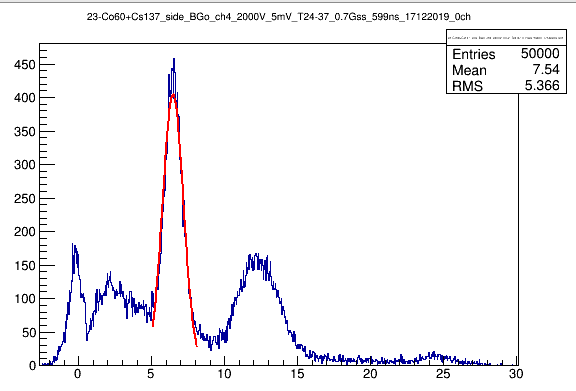 23-Co60+Cs137_side_BGo_ch4_2000V_5mV_T24-37_0.7Gss_599ns_17122019_0ch
Entries 50000
Mean 7.54
RMS 5.366
450
400
350
300
250
200
150
100
50
0
0 5 10 15 20 25 30